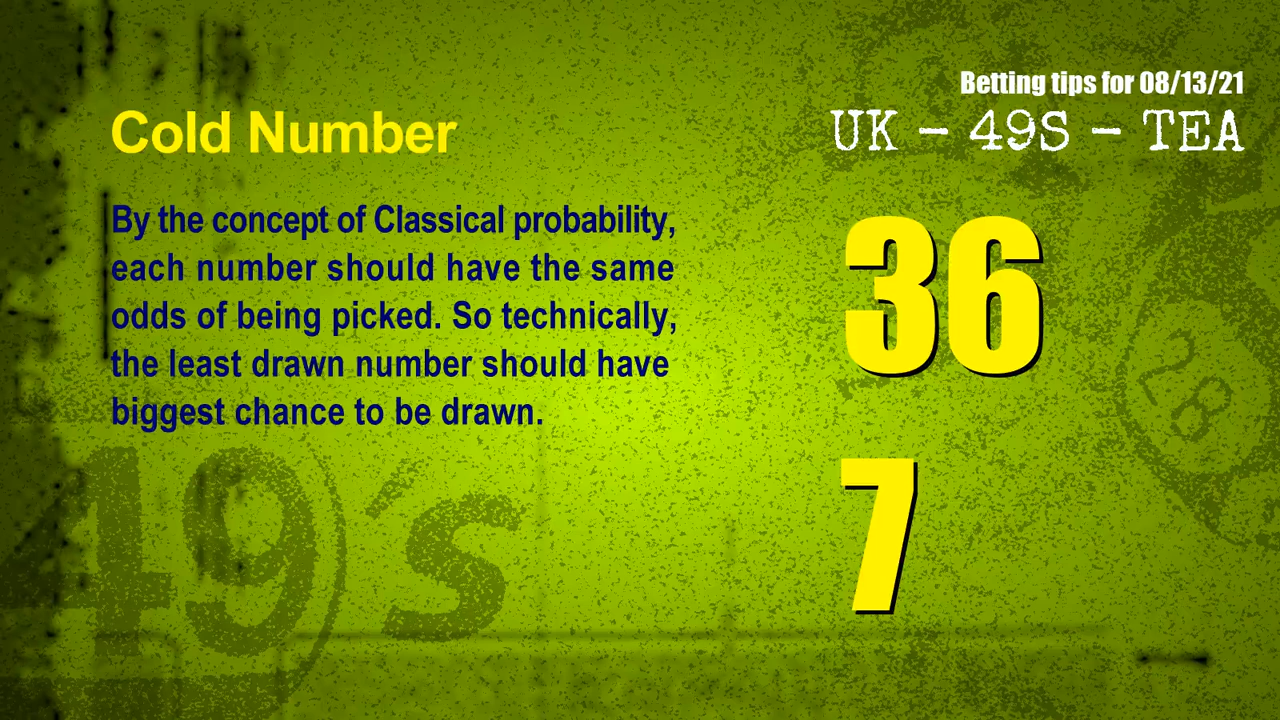 Betting tips for 08/13/21
UK - 49S - TEA
Cold Number
By the concept of Classical probability,
each number should have the same
odds of being picked. So technically,
the least drawn number should have
biggest chance to be drawn.
36
7
49's
28